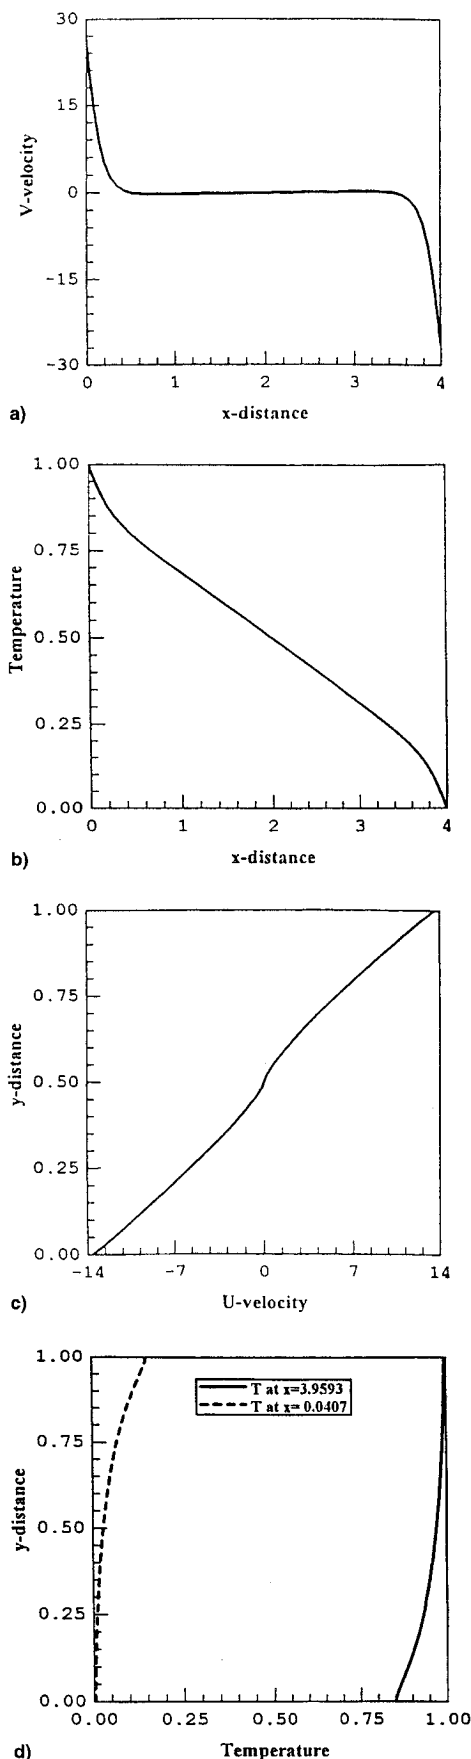 30
15
0
-15
-30
V-velocity
0 1 2 3 4
a) x-distance
1.00
0.75
0.50
0.25
0.00
Temperature
0 1 2 3 4
b) x-distance
1.00
0.75
0.50
0.25
0.00
y-distance
-14 -7 0 7 14
c) U-velocity
1.00
T at x=3.9593
T at x= 0.0407
0.75
0.50
0.25
0.00
y-distance
0.00 0.25 0.50 0.75 1.00
d) Temperature